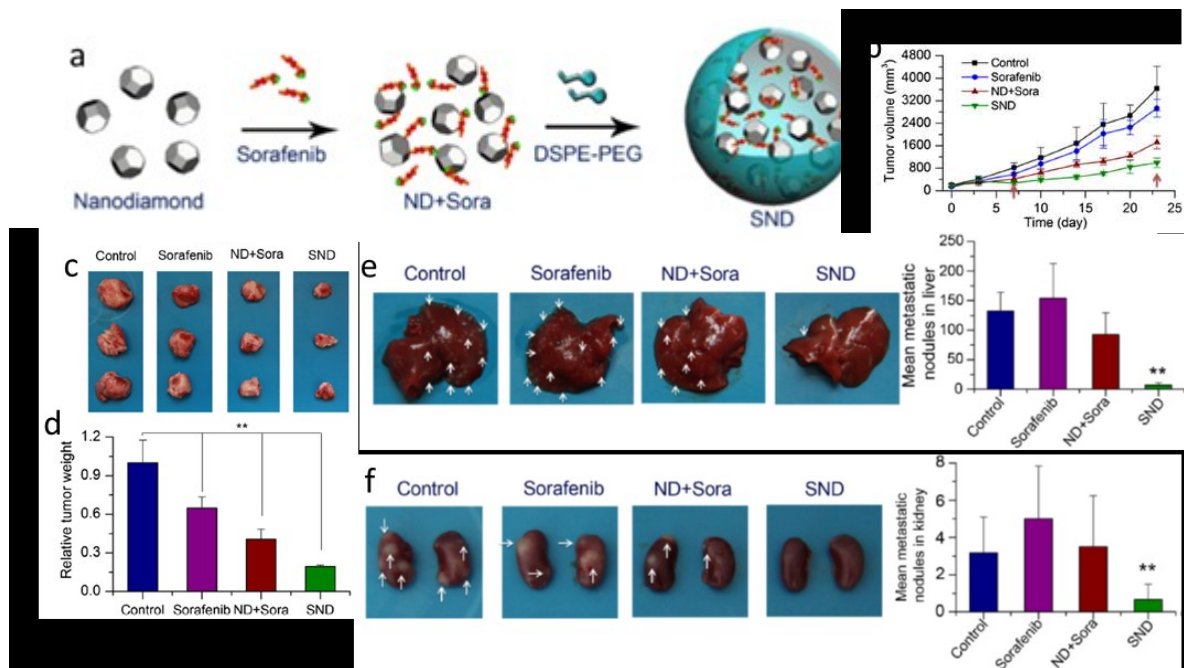 a
Nanodiamond
Sorafenib
ND+Sora
DSPE-PEG
SND
Tumor volume (mm³)
4800
4000
3200
2400
1600
800
0
Control
Sorafenib
ND+Sora
SND
0 5 10 15 20 25
Time (day)
c
Control Sorafenib ND+Sora SND
d
Relative tumor weight
1.2
0.9
0.6
0.3
0.0
**
Control Sorafenib ND+Sora SND
e
Control Sorafenib ND+Sora SND
Mean metastatic
nodules in liver
250
200
150
100
50
0
**
Control Sorafenib ND+Sora SND
f
Control Sorafenib ND+Sora SND
Mean metastatic
nodules in kidney
8
6
4
2
0
**
Control Sorafenib ND+Sora SND